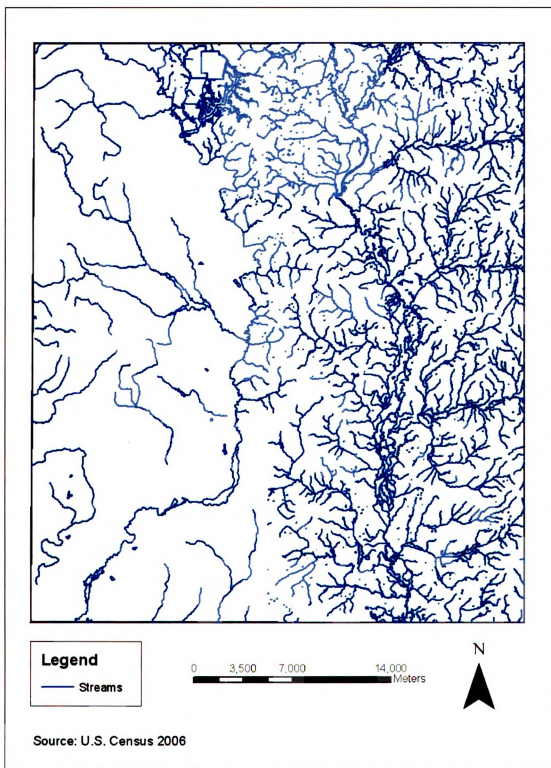 Legend
Streams
N
0 3,500 7,000 14,000
Meters
Source: U.S. Census 2006